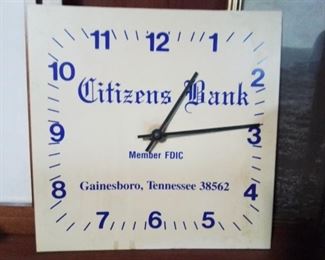 11 12 1
10 2
Citizens Bank
9 3
Member FDIC
8 Gainesboro, Tennessee 38562 4
7 6 5